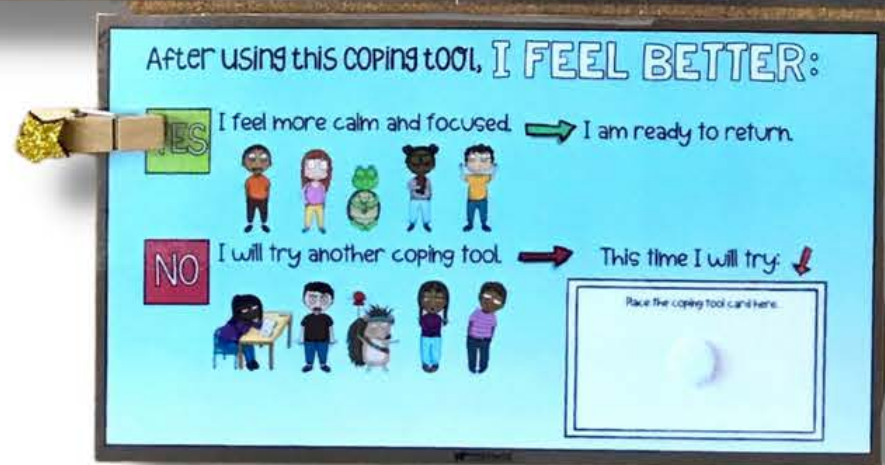 After using this coping tool, I FEEL BETTER:
YES I feel more calm and focused. I am ready to return.
NO I will try another coping tool. This time I will try:
Place the coping tool card here.